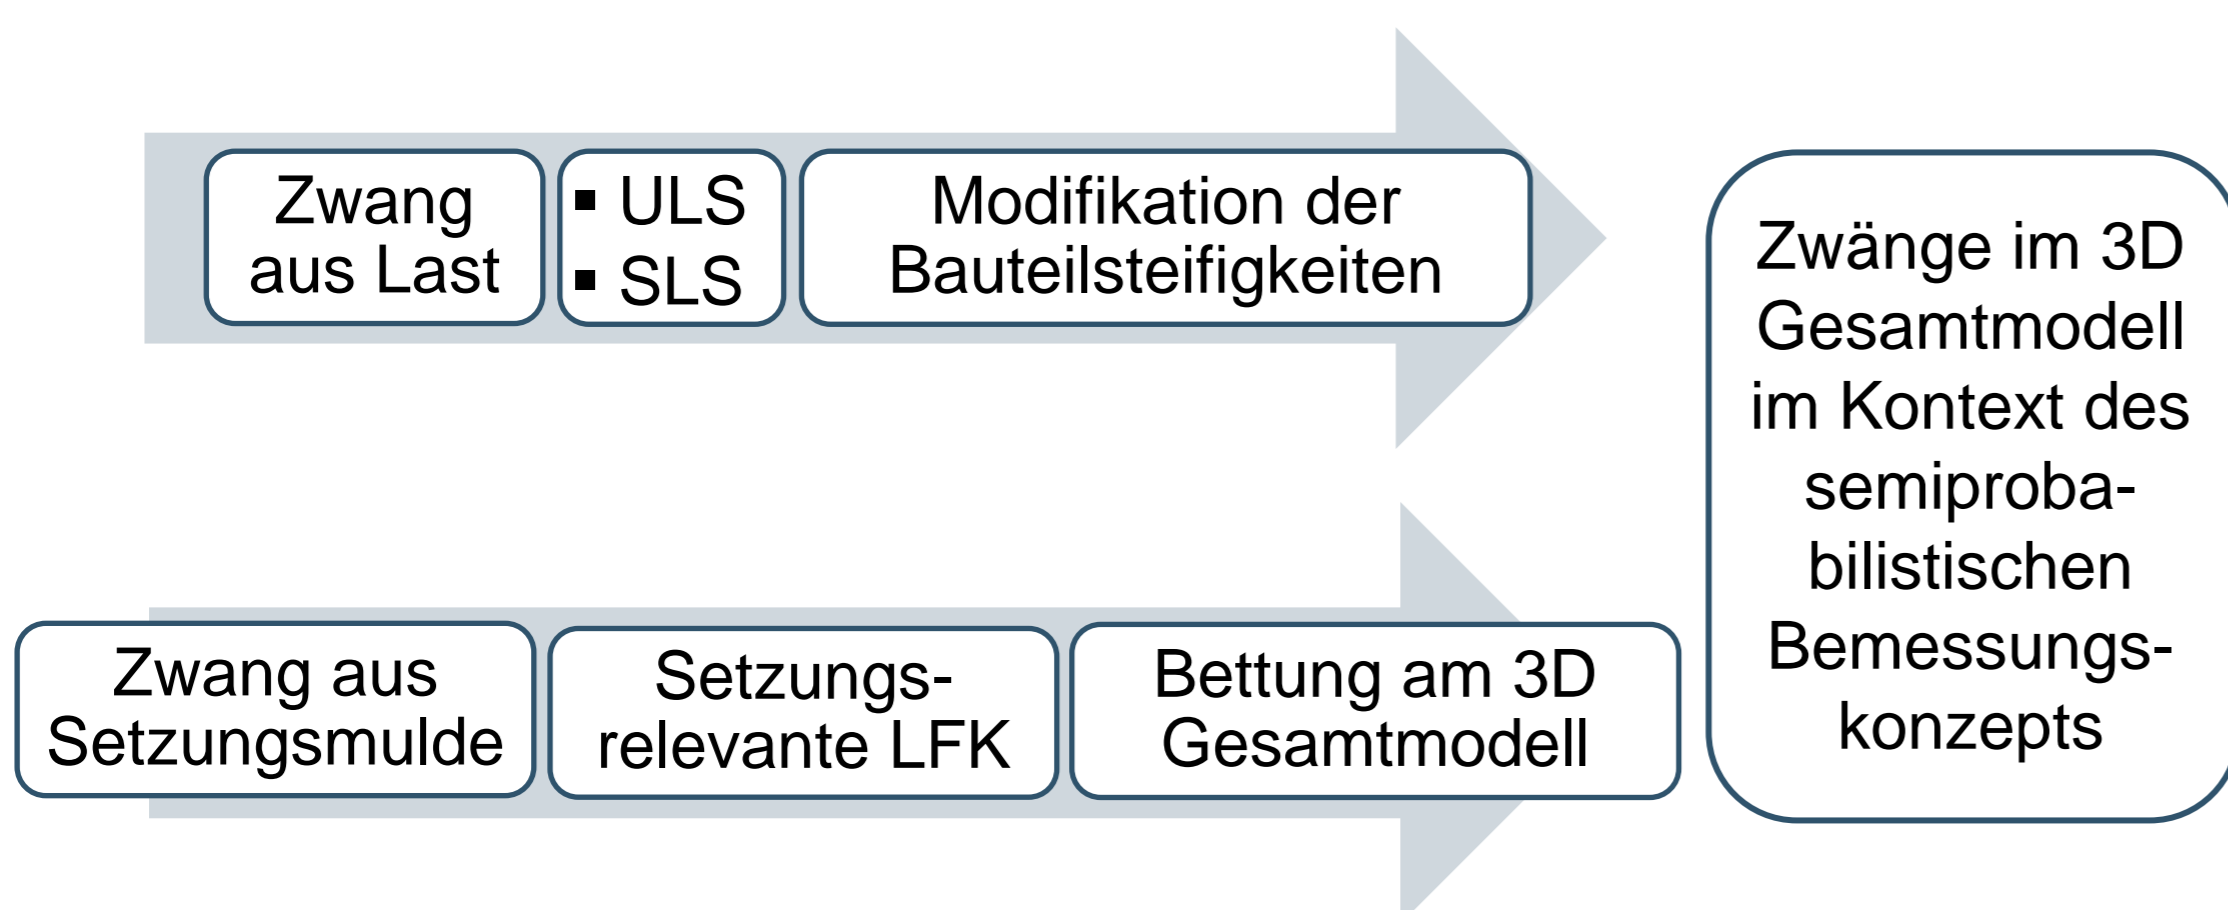 Zwang
aus Last
▪ ULS
▪ SLS
Modifikation der
Bauteilsteifigkeiten
Zwang aus
Setzungsmulde
Setzungs-
relevante LFK
Bettung am 3D
Gesamtmodell
Zwänge im 3D
Gesamtmodell
im Kontext des
semiproba-
bilistischen
Bemessungs-
konzepts